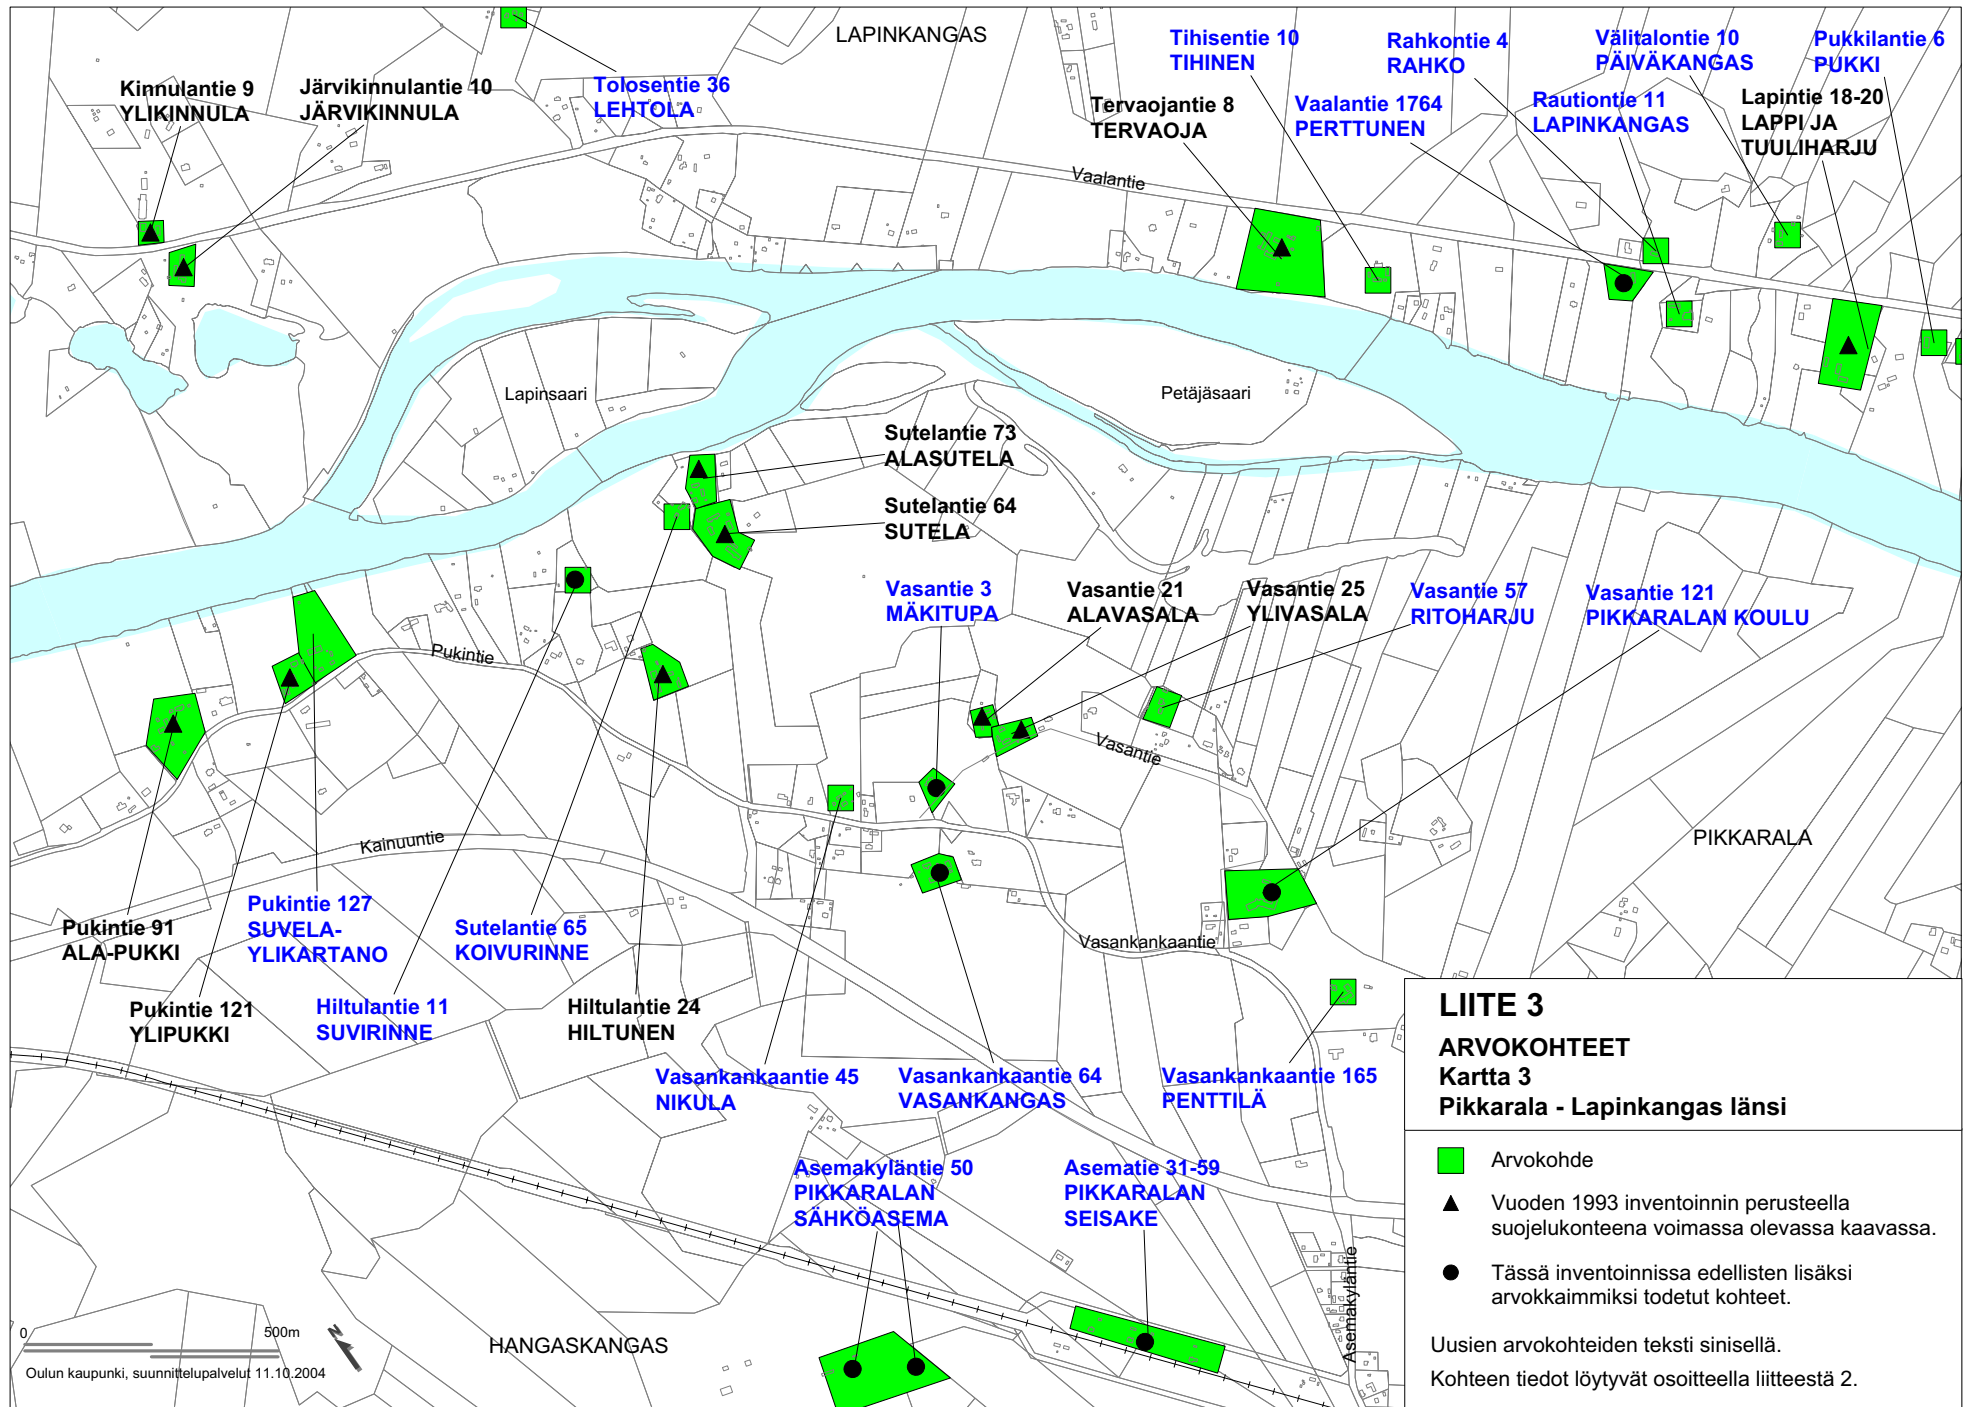 LAPINKANGAS
Tihisentie 10
TIHINEN
Rahkontie 4
RAHKO
Välitalontie 10
PÄIVÄKANGAS
Pukkilantie 6
PUKKI
Kinnulantie 9
YLIKINNULA
Järvikinnulantie 10
JÄRVIKINNULA
Tolosentie 36
LEHTOLA
Tervaojantie 8
TERVAOJA
Vaalantie 1764
PERTTUNEN
Rautiontie 11
LAPINKANGAS
Lapintie 18-20
LAPPI JA
TUULIHARJU
Vaalantie
Lapinsaari
Petäjäsaari
Sutelantie 73
ALASUTELA
Sutelantie 64
SUTELA
Vasantie 3
MÄKITUPA
Vasantie 21
ALAVASALA
Vasantie 25
YLIVASALA
Vasantie 57
RITOHARJU
Vasantie 121
PIKKARALAN KOULU
Pukintie
Vasantie
Kainuuntie
PIKKARALA
Pukintie 91
ALA-PUKKI
Pukintie 127
SUVELA-
YLIKARTANO
Sutelantie 65
KOIVURINNE
Vasankankaantie
Pukintie 121
YLIPUKKI
Hiltulantie 11
SUVIRINNE
Hiltulantie 24
HILTUNEN
Vasankankaantie 45
NIKULA
Vasankankaantie 64
VASANKANGAS
Vasankankaantie 165
PENTTILÄ
Asemakyläntie 50
PIKKARALAN
SÄHKÖASEMA
Asematie 31-59
PIKKARALAN
SEISAKE
Asemakyläntie
HANGASKANGAS
0
500m
N
Oulun kaupunki, suunnittelupalvelut 11.10.2004
LIITE 3
ARVOKOHTEET
Kartta 3
Pikkarala - Lapinkangas länsi
Arvokohde
Vuoden 1993 inventoinnin perusteella
suojelukonteena voimassa olevassa kaavassa.
Tässä inventoinnissa edellisten lisäksi
arvokkaimmiksi todetut kohteet.
Uusien arvokohteiden teksti sinisellä.
Kohteen tiedot löytyvät osoitteella liitteestä 2.